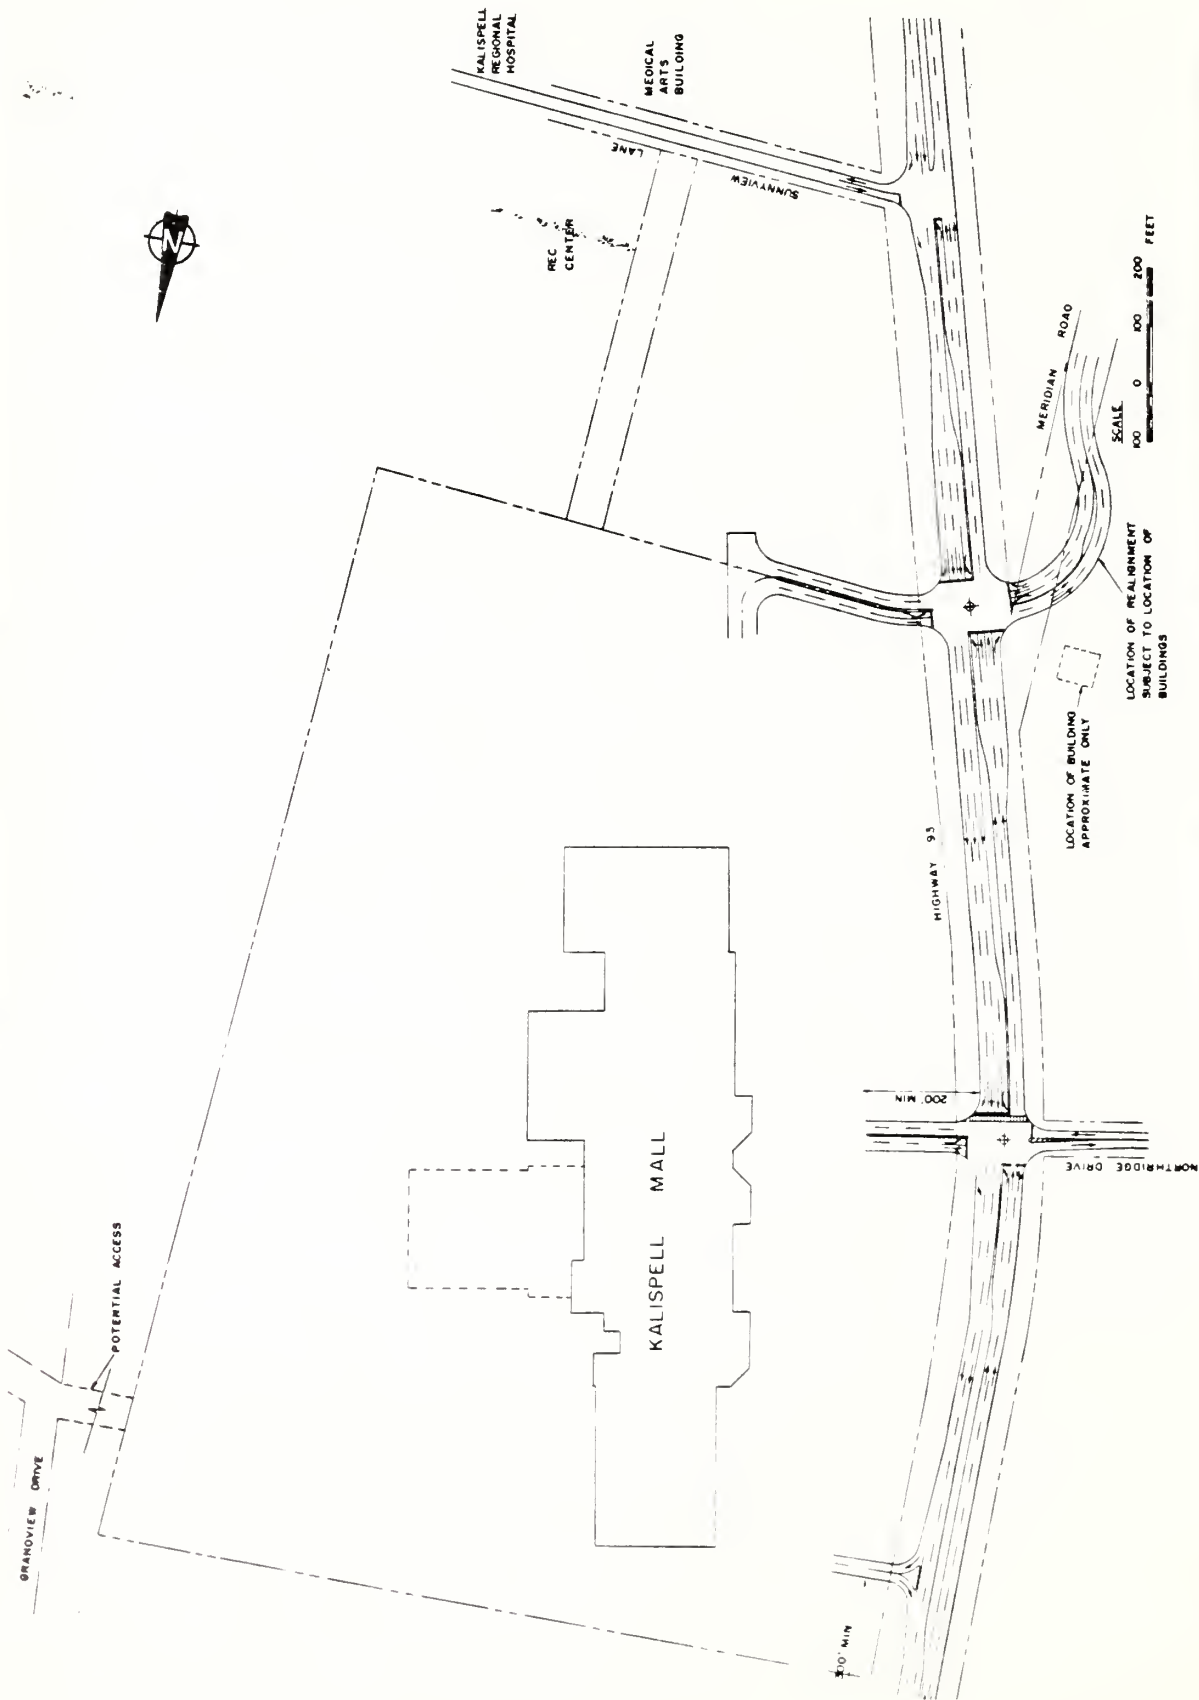 KALISPELL
REGIONAL
HOSPITAL
MEDICAL
ARTS
BUILDING
SUNNYVIEW
LANE
REC
CENTER
N
MERIDIAN ROAD
SCALE
100 0 100 200 FEET
LOCATION OF REALIGNMENT
SUBJECT TO LOCATION OF
BUILDINGS
LOCATION OF BUILDING
APPROXIMATE ONLY
HIGHWAY 93
200' MIN
NORTHRIDGE DRIVE
KALISPELL MALL
POTENTIAL ACCESS
GRANDVIEW DRIVE
300' MIN